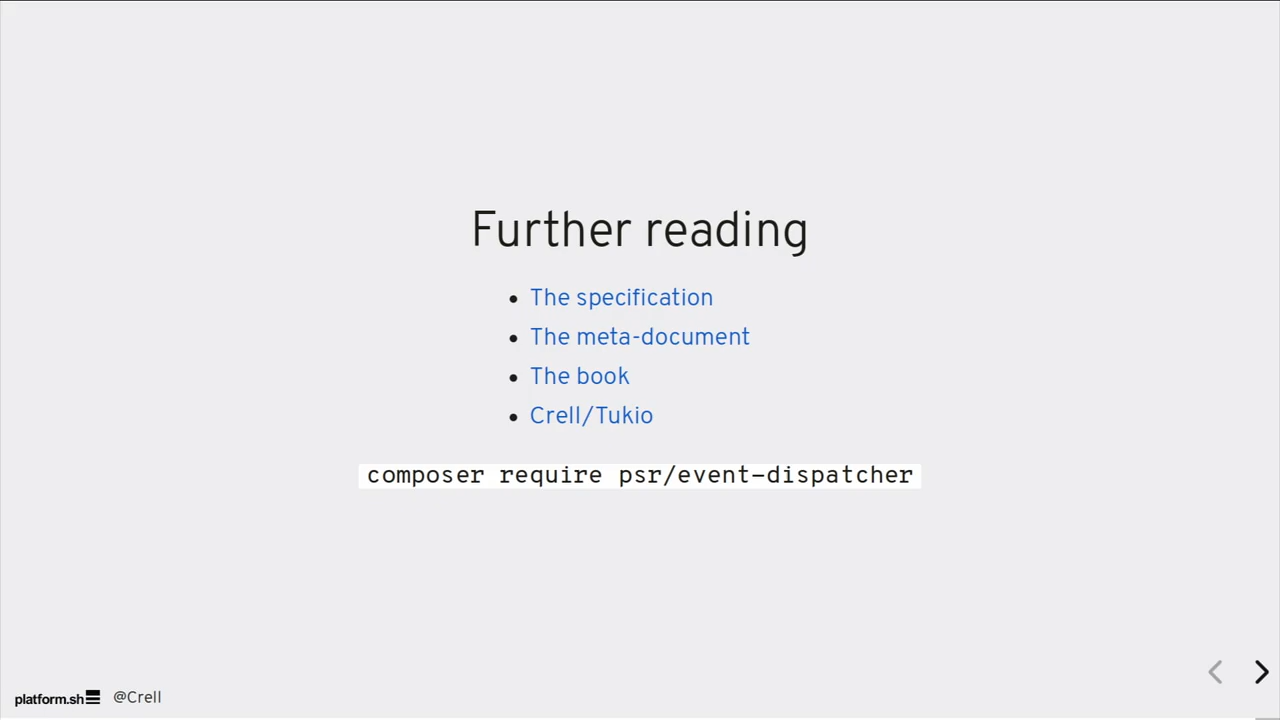 Further reading
The specification
The meta-document
The book
Crell/Tukio
composer require psr/event-dispatcher
platform.sh @Crell